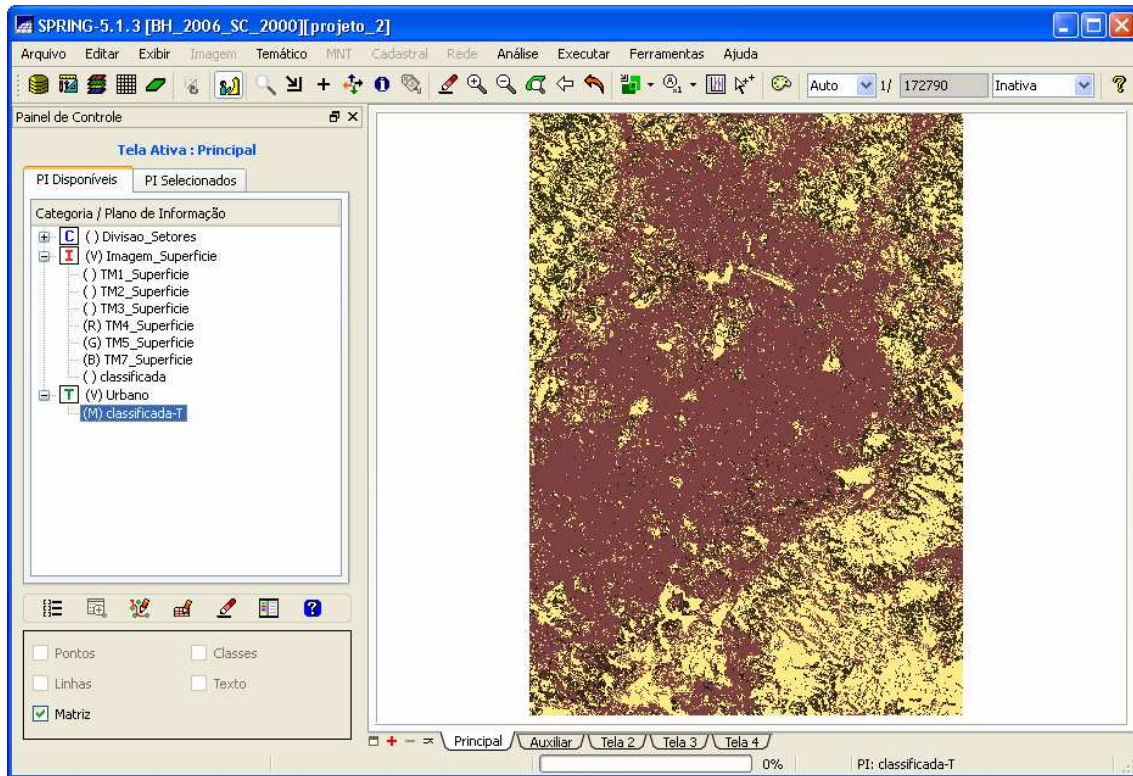 SPRING-5.1.3 [BH_2006_SC_2000][projeto_2]
Arquivo Editar Exibir Imagem Temático MNT Cadastral Rede Análise Executar Ferramentas Ajuda
Auto 1/ 172790 Inativa
Painel de Controle
Tela Ativa : Principal
PI Disponíveis PI Selecionados
Categoria / Plano de Informação
C ( ) Divisao_Setores
I (V) Imagem_Superficie
( ) TM1_Superficie
( ) TM2_Superficie
( ) TM3_Superficie
(R) TM4_Superficie
(G) TM5_Superficie
(B) TM7_Superficie
( ) classificada
T (V) Urbano
(M) classificada-T
Pontos Classes
Linhas Texto
Matriz
Principal Auxiliar Tela 2 Tela 3 Tela 4
0% PI: classificada-T